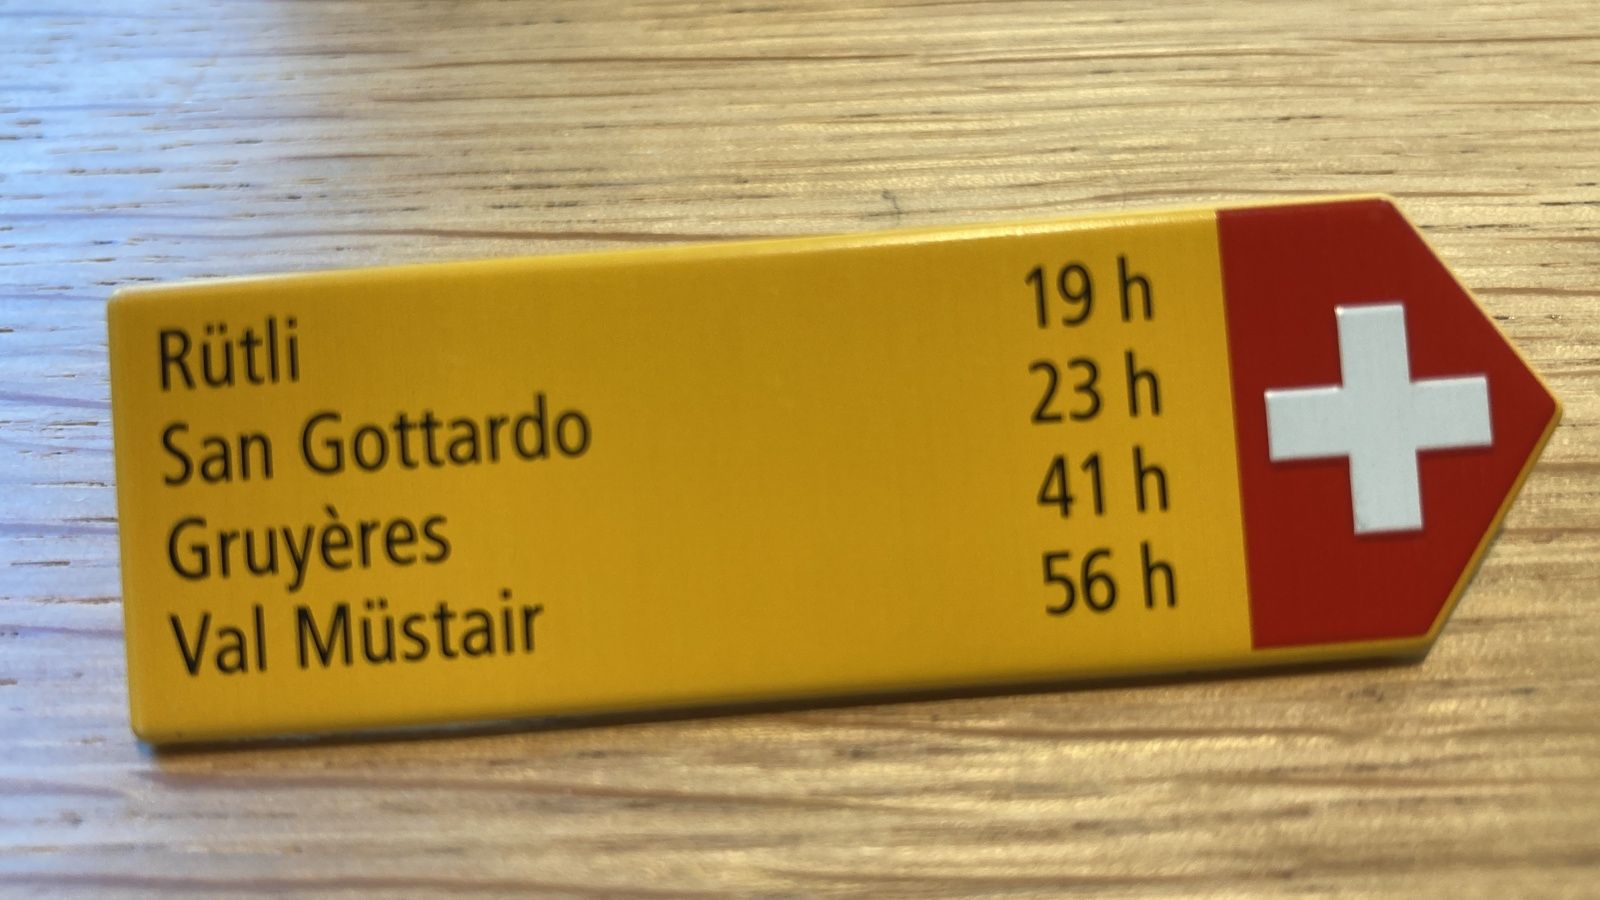 Rütli 19 h
San Gottardo 23 h
Gruyères 41 h
Val Müstair 56 h